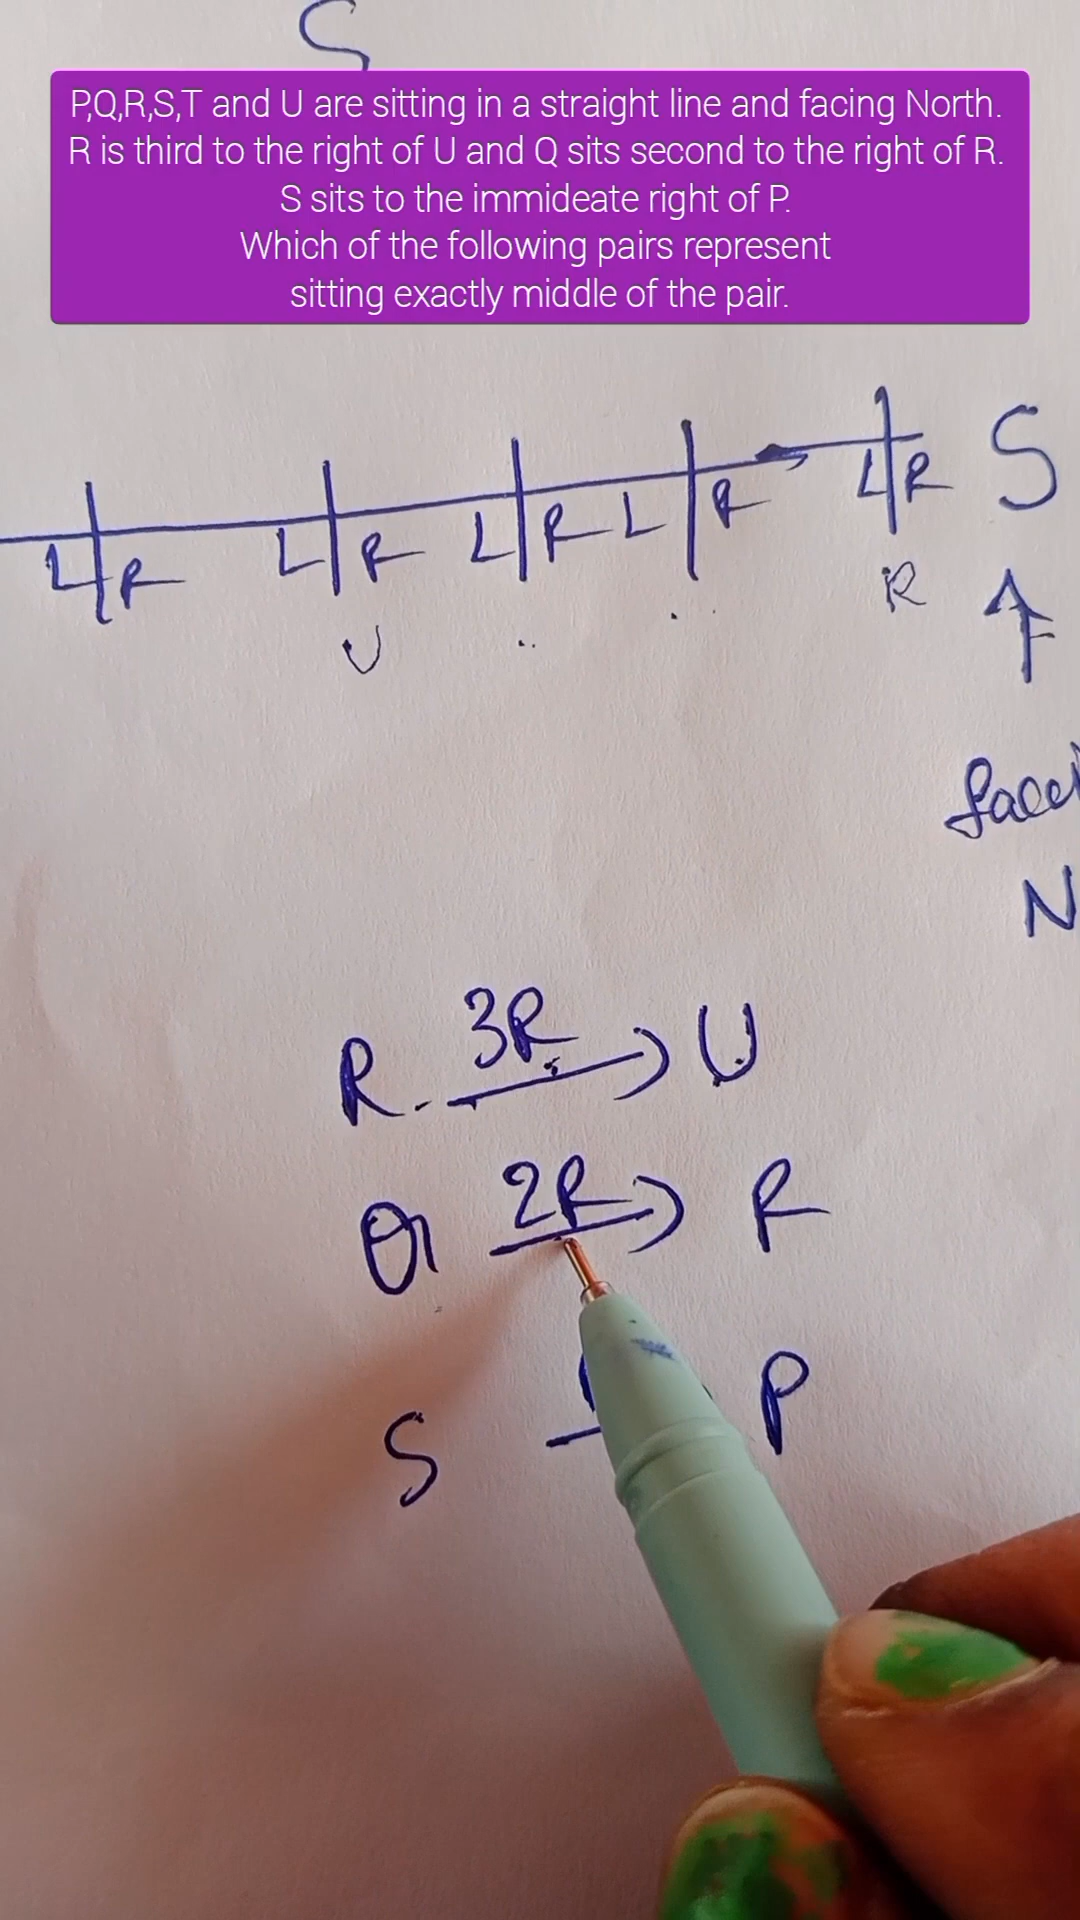 S
P,Q,R,S,T and U are sitting in a straight line and facing North.
R is third to the right of U and Q sits second to the right of R.
S sits to the immideate right of P.
Which of the following pairs represent
sitting exactly middle of the pair.
L R L R L R L R L R S
U R
N
R 3R U
Q 2R R
S P